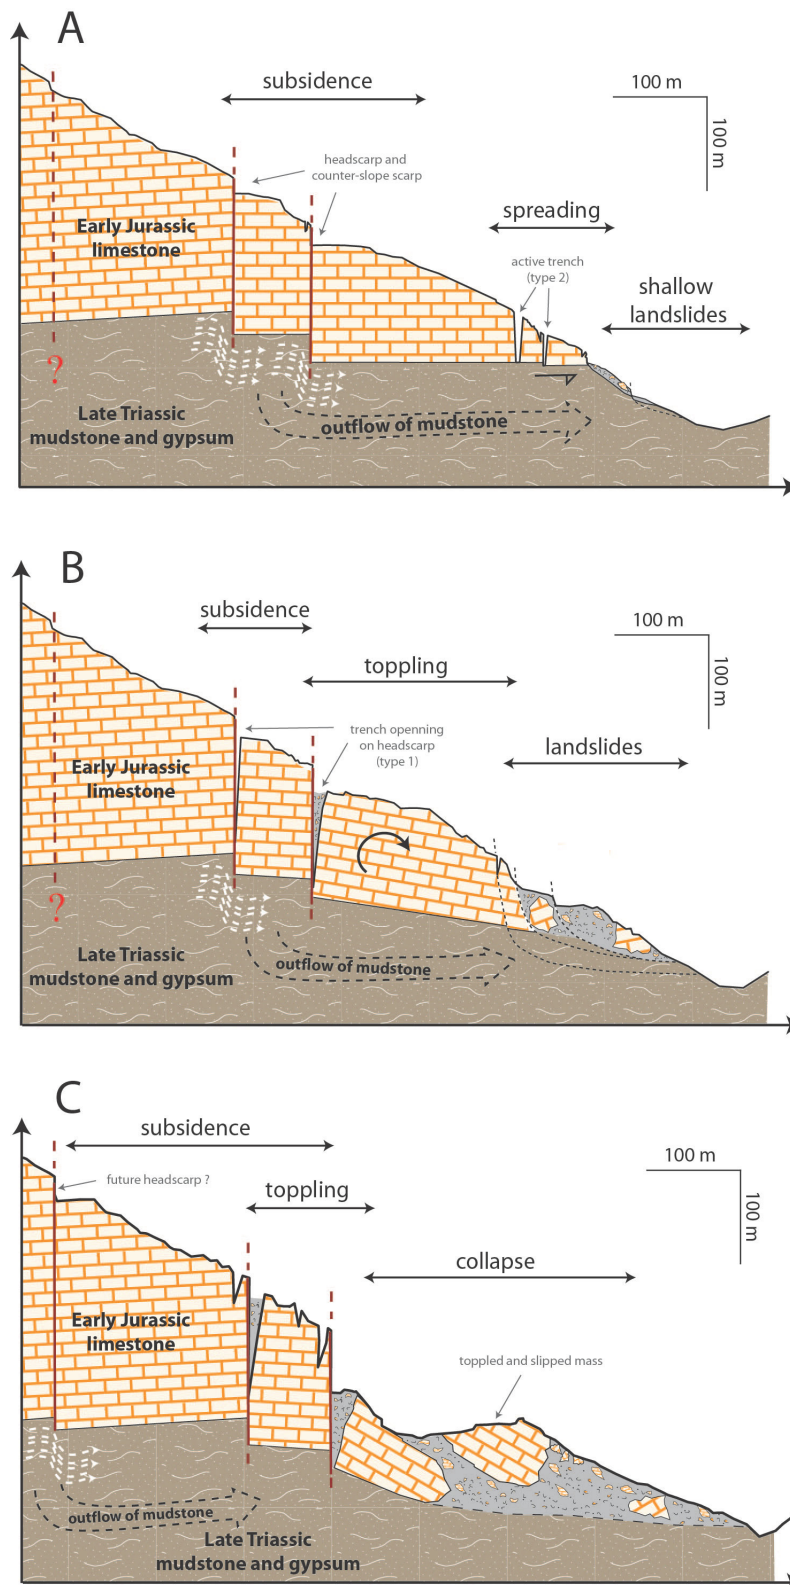 A
subsidence
100 m
100 m
headscarp and
counter-slope scarp
spreading
active trench
(type 2)
shallow
landslides
Early Jurassic
limestone
?
Late Triassic
mudstone and gypsum
outflow of mudstone
B
subsidence
100 m
100 m
toppling
trench openning
on headscarp
(type 1)
landslides
Early Jurassic
limestone
?
Late Triassic
mudstone and gypsum
outflow of mudstone
C
subsidence
100 m
100 m
future headscarp ?
toppling
collapse
Early Jurassic
limestone
toppled and slipped mass
outflow of mudstone
Late Triassic
mudstone and gypsum